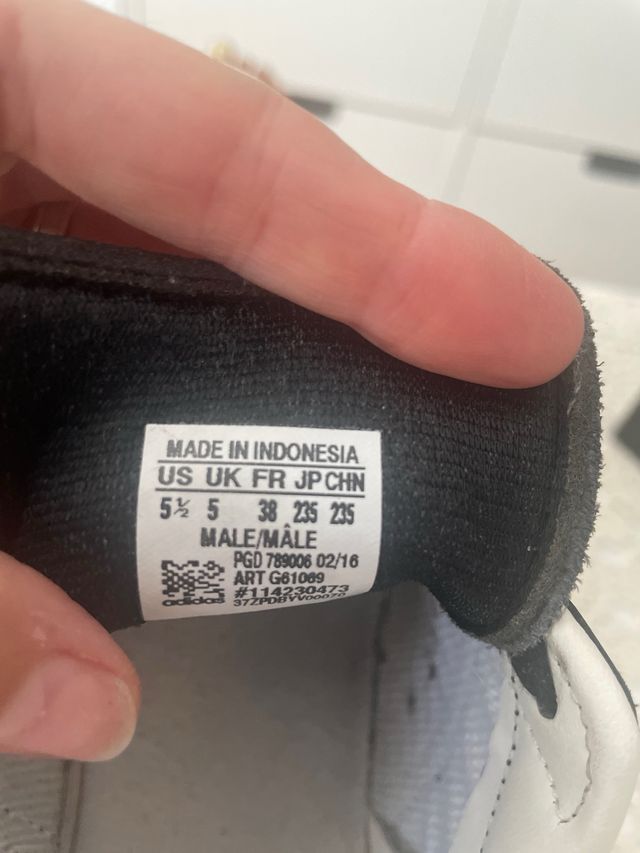 MADE IN INDONESIA
US UK FR JP CHN
5½ 5 38 235 235
MALE/MÂLE
PGD 789006 02/16
ART G61069
#114230473
adidas